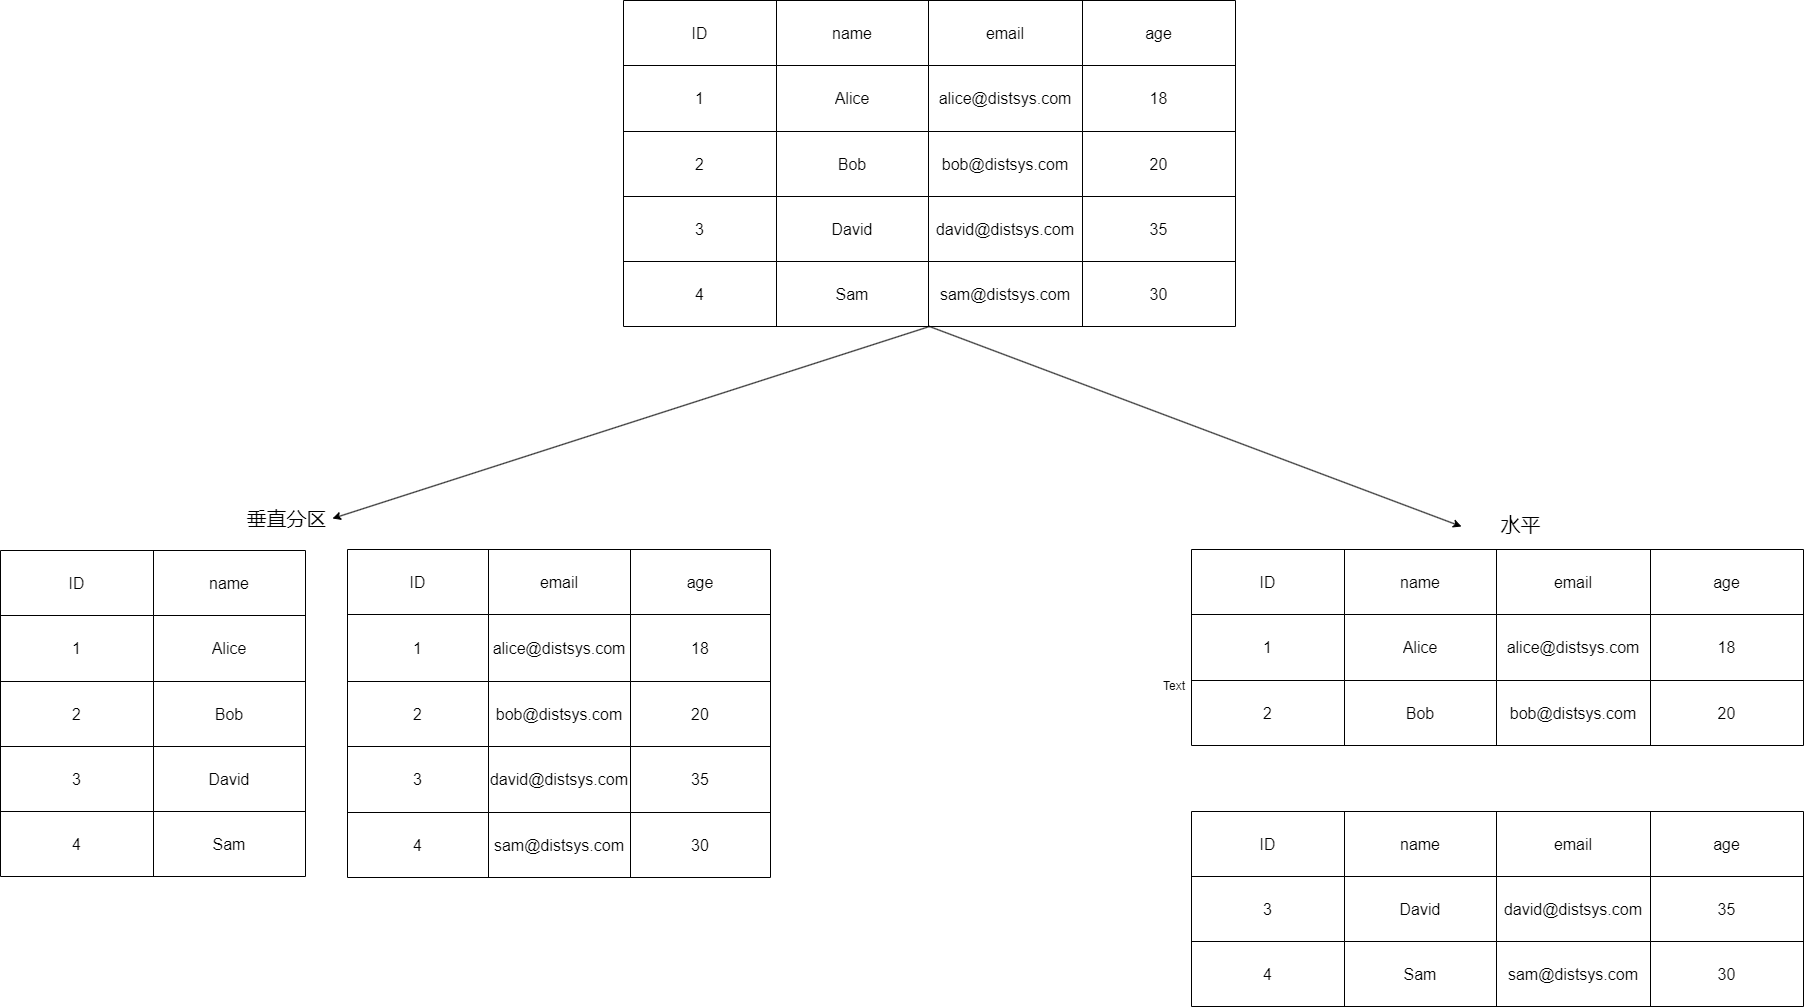 ID name email age
1 Alice alice@distsys.com 18
2 Bob bob@distsys.com 20
3 David david@distsys.com 35
4 Sam sam@distsys.com 30
垂直分区
ID name
1 Alice
2 Bob
3 David
4 Sam
ID email age
1 alice@distsys.com 18
2 bob@distsys.com 20
3 david@distsys.com 35
4 sam@distsys.com 30
水平
ID name email age
1 Alice alice@distsys.com 18
Text
2 Bob bob@distsys.com 20
ID name email age
3 David david@distsys.com 35
4 Sam sam@distsys.com 30